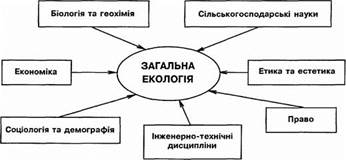 Біологія та геохімія
Сільськогосподарські науки
ЗАГАЛЬНА
ЕКОЛОГІЯ
Економіка
Етика та естетика
Соціологія та демографія
Інженерно-технічні
дисципліни
Право